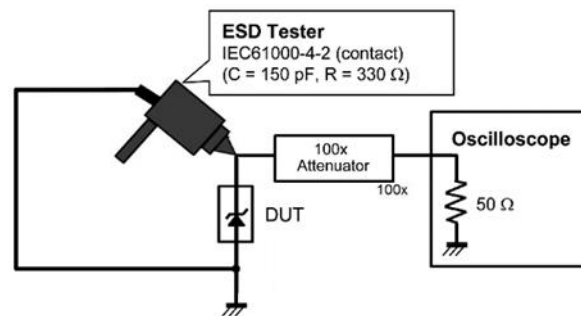 ESD Tester
IEC61000-4-2 (contact)
(C = 150 pF, R = 330 Ω)
100x
Attenuator
100x
Oscilloscope
50 Ω
DUT